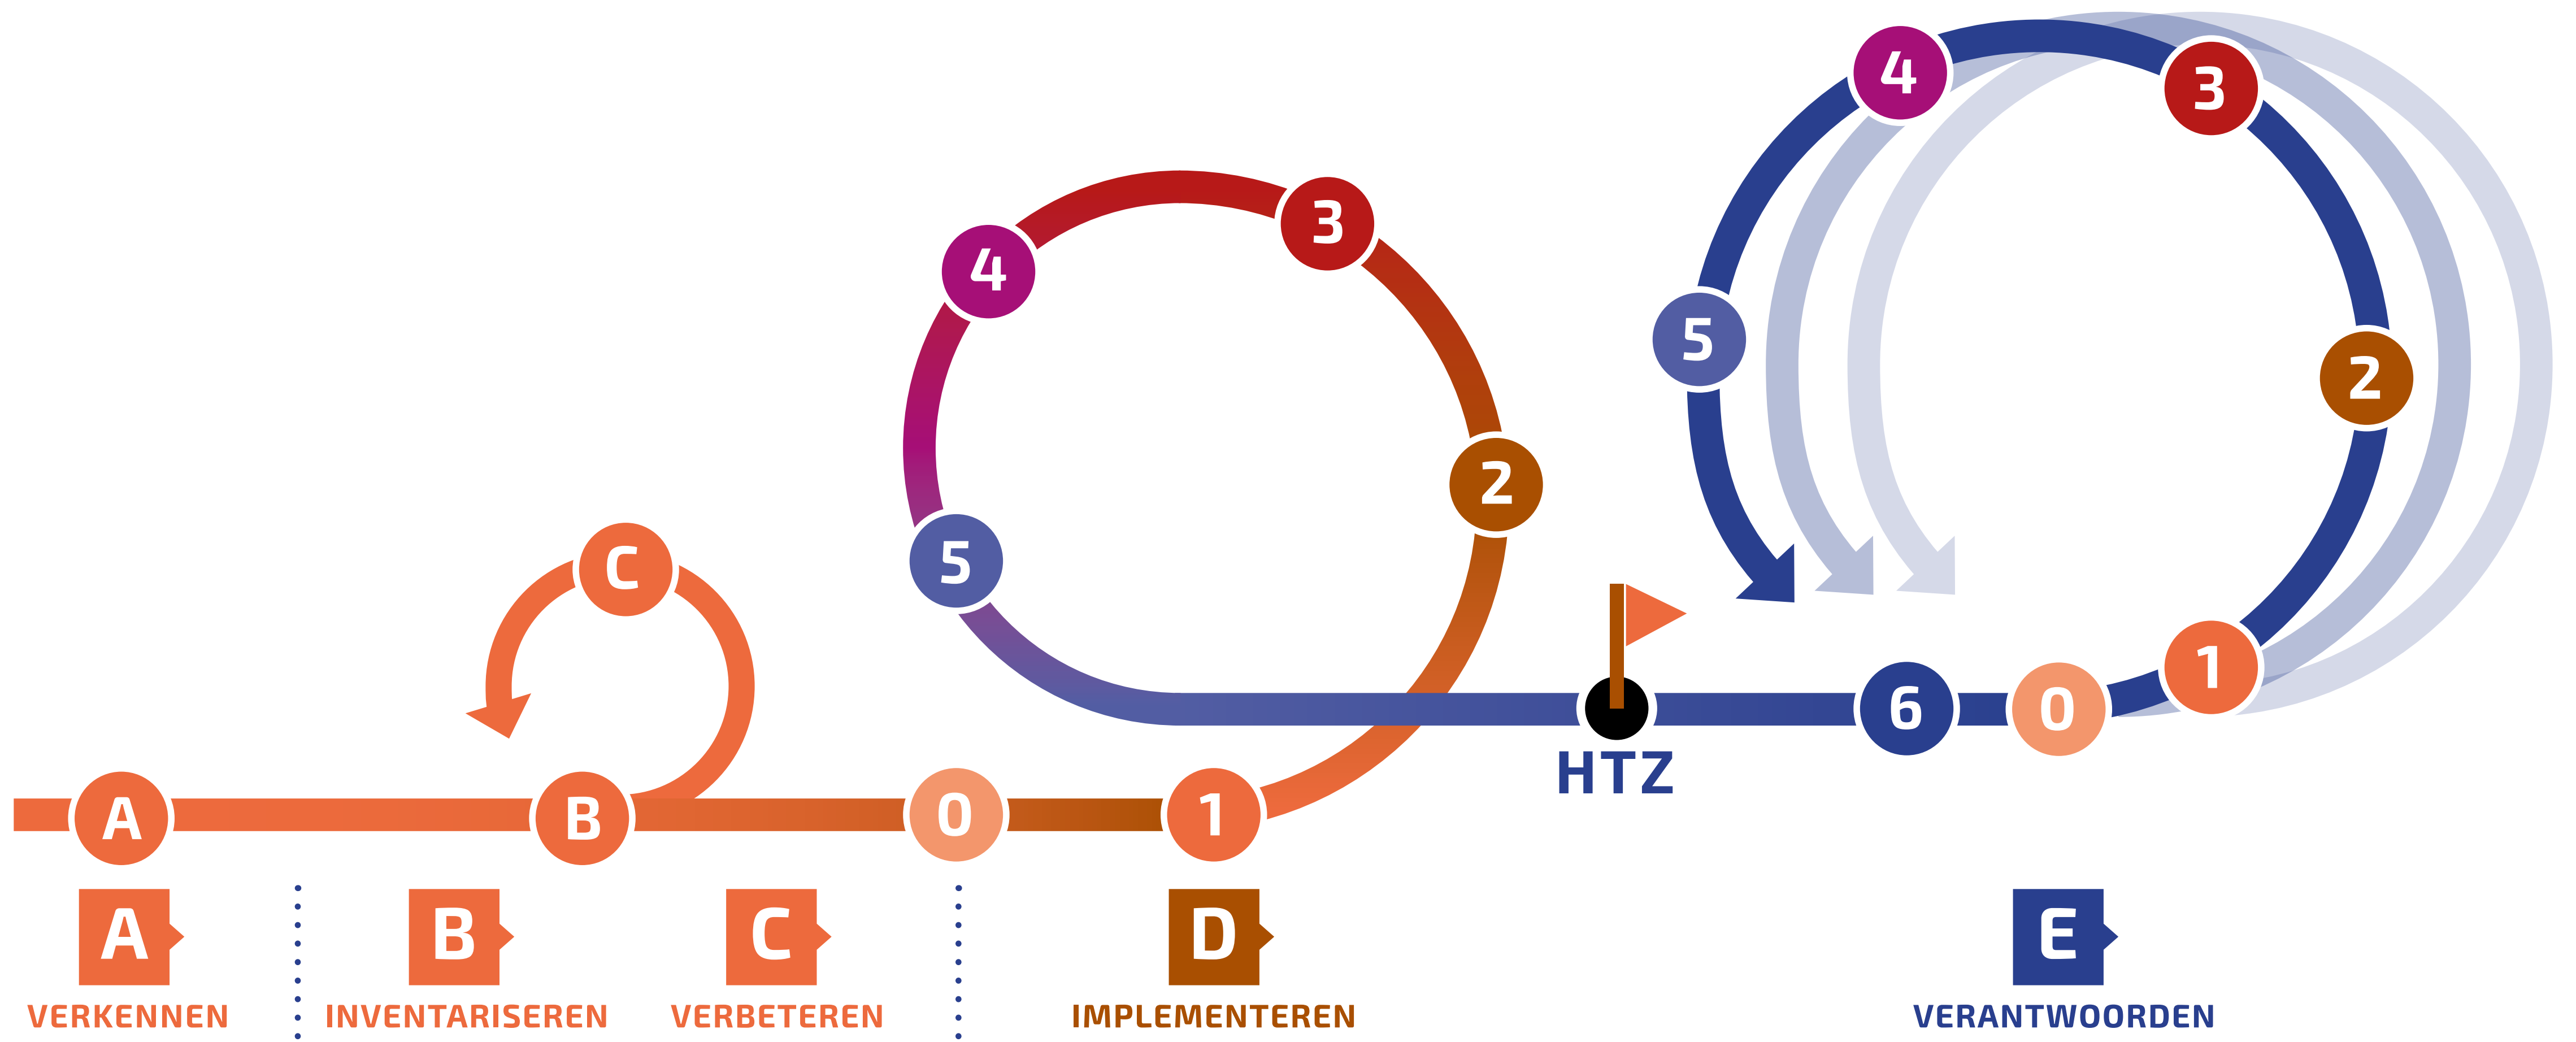 4
3
3
4
5
2
2
C
5
A
B
0
1
HTZ
6
0
1
A
VERKENNEN
B
INVENTARISEREN
C
VERBETEREN
D
IMPLEMENTEREN
E
VERANTWOORDEN